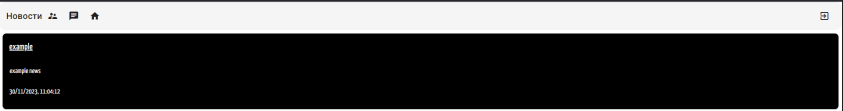 Новости
example
example news
30/11/2023, 11:04:12